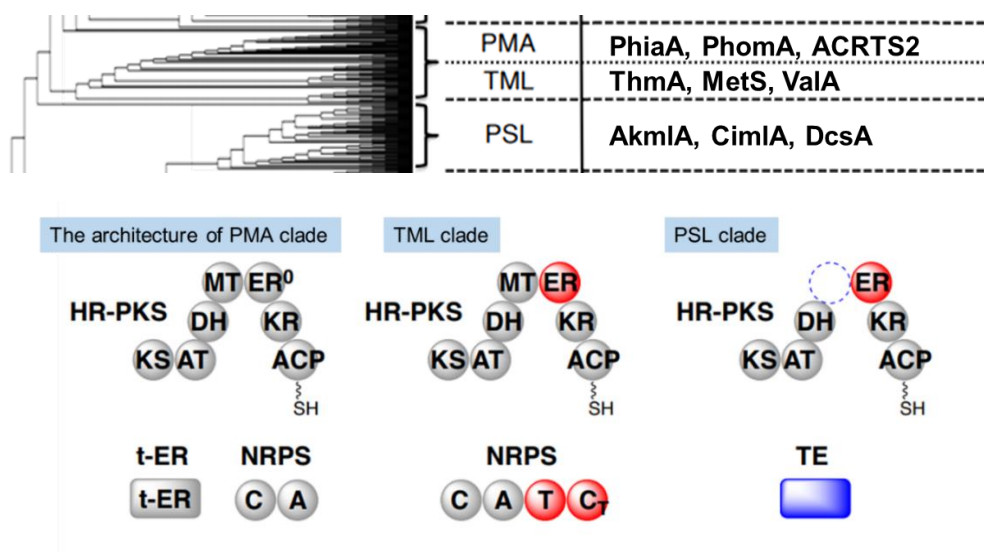 PMA PhiaA, PhomA, ACRTS2
TML ThmA, MetS, ValA
PSL AkmlA, CimlA, DcsA
The architecture of PMA clade TML clade PSL clade
MT ER⁰ MT ER ER
HR-PKS DH KR HR-PKS DH KR HR-PKS DH KR
KS AT ACP KS AT ACP KS AT ACP
SH SH SH
t-ER NRPS NRPS TE
t-ER C A C A T CT